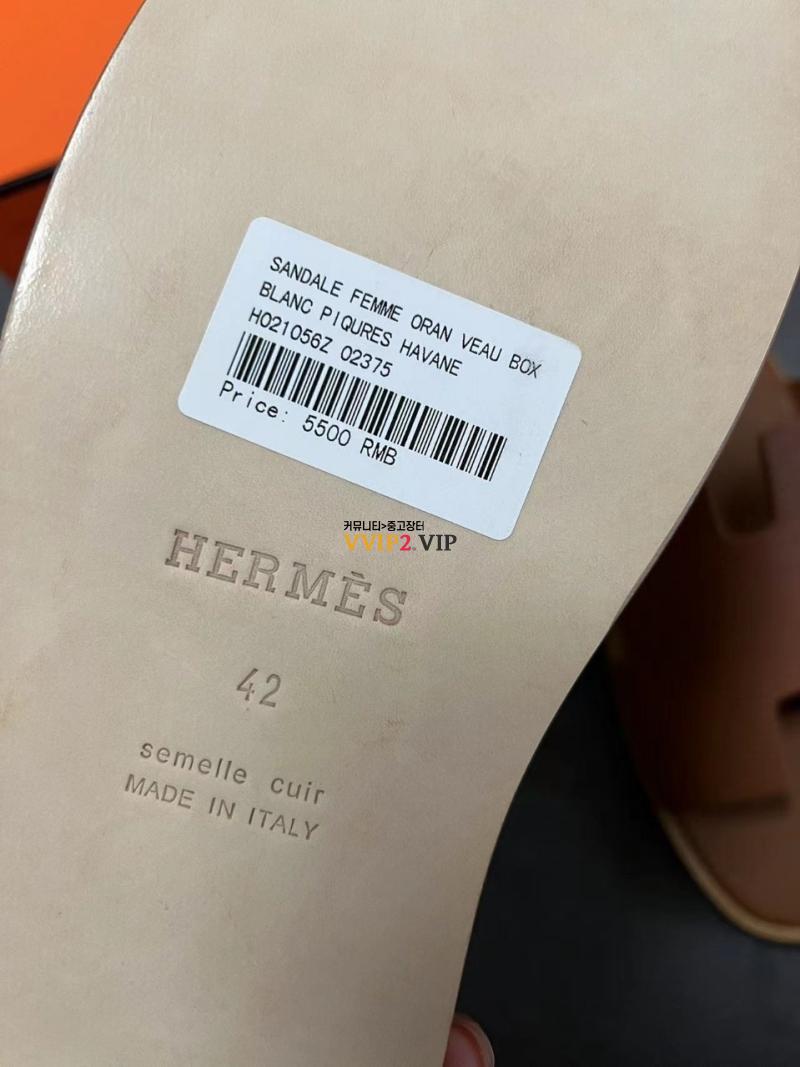 SANDALE FEMME ORAN VEAU BOX
BLANC PIQURES HAVANE
H021056Z 02375
Price: 5500 RMB
커뮤니티>중고장터
VVIP2.VIP
HERMÈS
42
semelle cuir
MADE IN ITALY